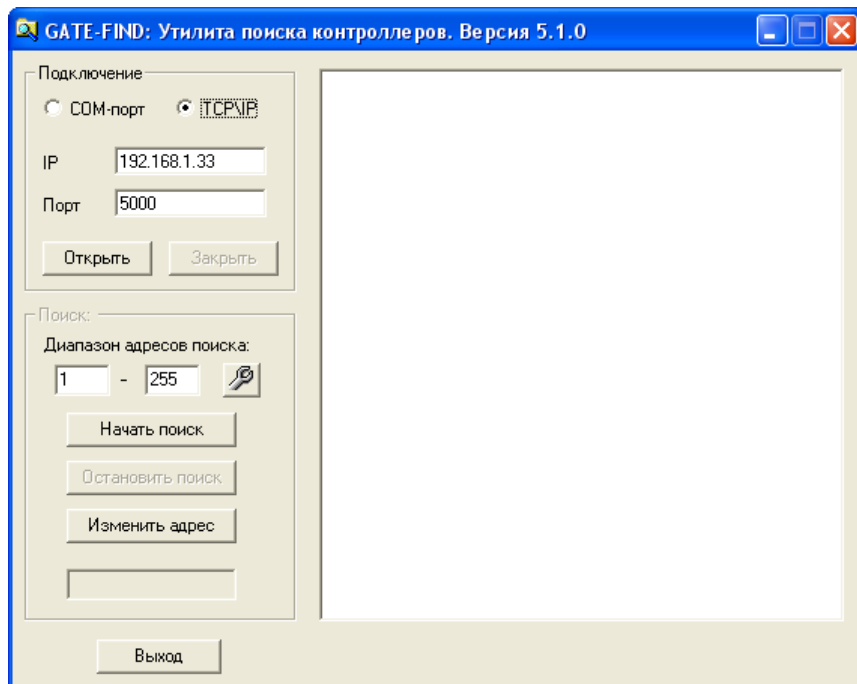 GATE-FIND: Утилита поиска контроллеров. Версия 5.1.0
Подключение
COM-порт TCP\IP
IP 192.168.1.33
Порт 5000
Открыть Закрыть
Поиск:
Диапазон адресов поиска:
1 - 255
Начать поиск
Остановить поиск
Изменить адрес
Выход